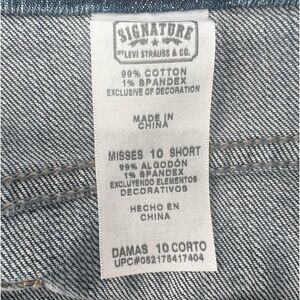 SIGNATURE
BY LEVI STRAUSS & CO.
99% COTTON
1% SPANDEX
EXCLUSIVE OF DECORATION
MADE IN
CHINA
MISSES 10 SHORT
99% ALGODÓN
1% SPANDEX
EXCLUYENDO ELEMENTOS
DECORATIVOS
HECHO EN
CHINA
DAMAS 10 CORTO
UPC#052175417404